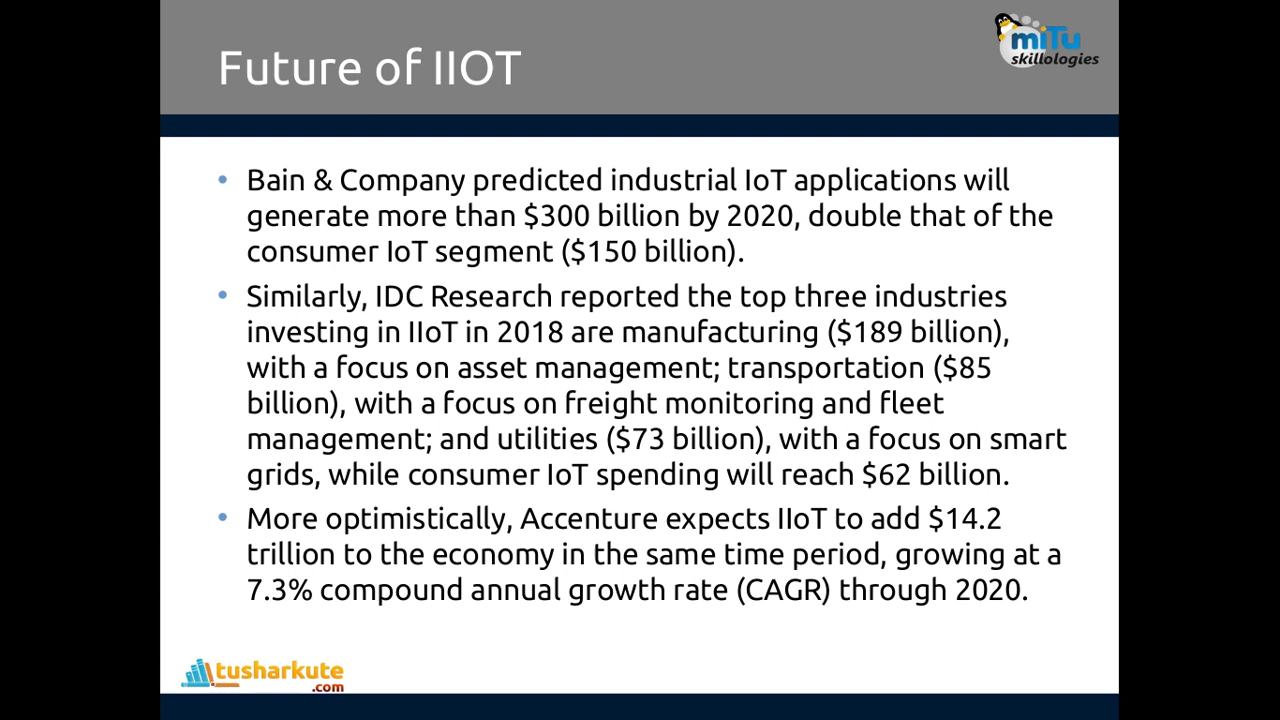 Future of IIOT
miTu
skillologies
• Bain & Company predicted industrial IoT applications will
generate more than $300 billion by 2020, double that of the
consumer IoT segment ($150 billion).
• Similarly, IDC Research reported the top three industries
investing in IIoT in 2018 are manufacturing ($189 billion),
with a focus on asset management; transportation ($85
billion), with a focus on freight monitoring and fleet
management; and utilities ($73 billion), with a focus on smart
grids, while consumer IoT spending will reach $62 billion.
• More optimistically, Accenture expects IIoT to add $14.2
trillion to the economy in the same time period, growing at a
7.3% compound annual growth rate (CAGR) through 2020.
tusharkute
.com